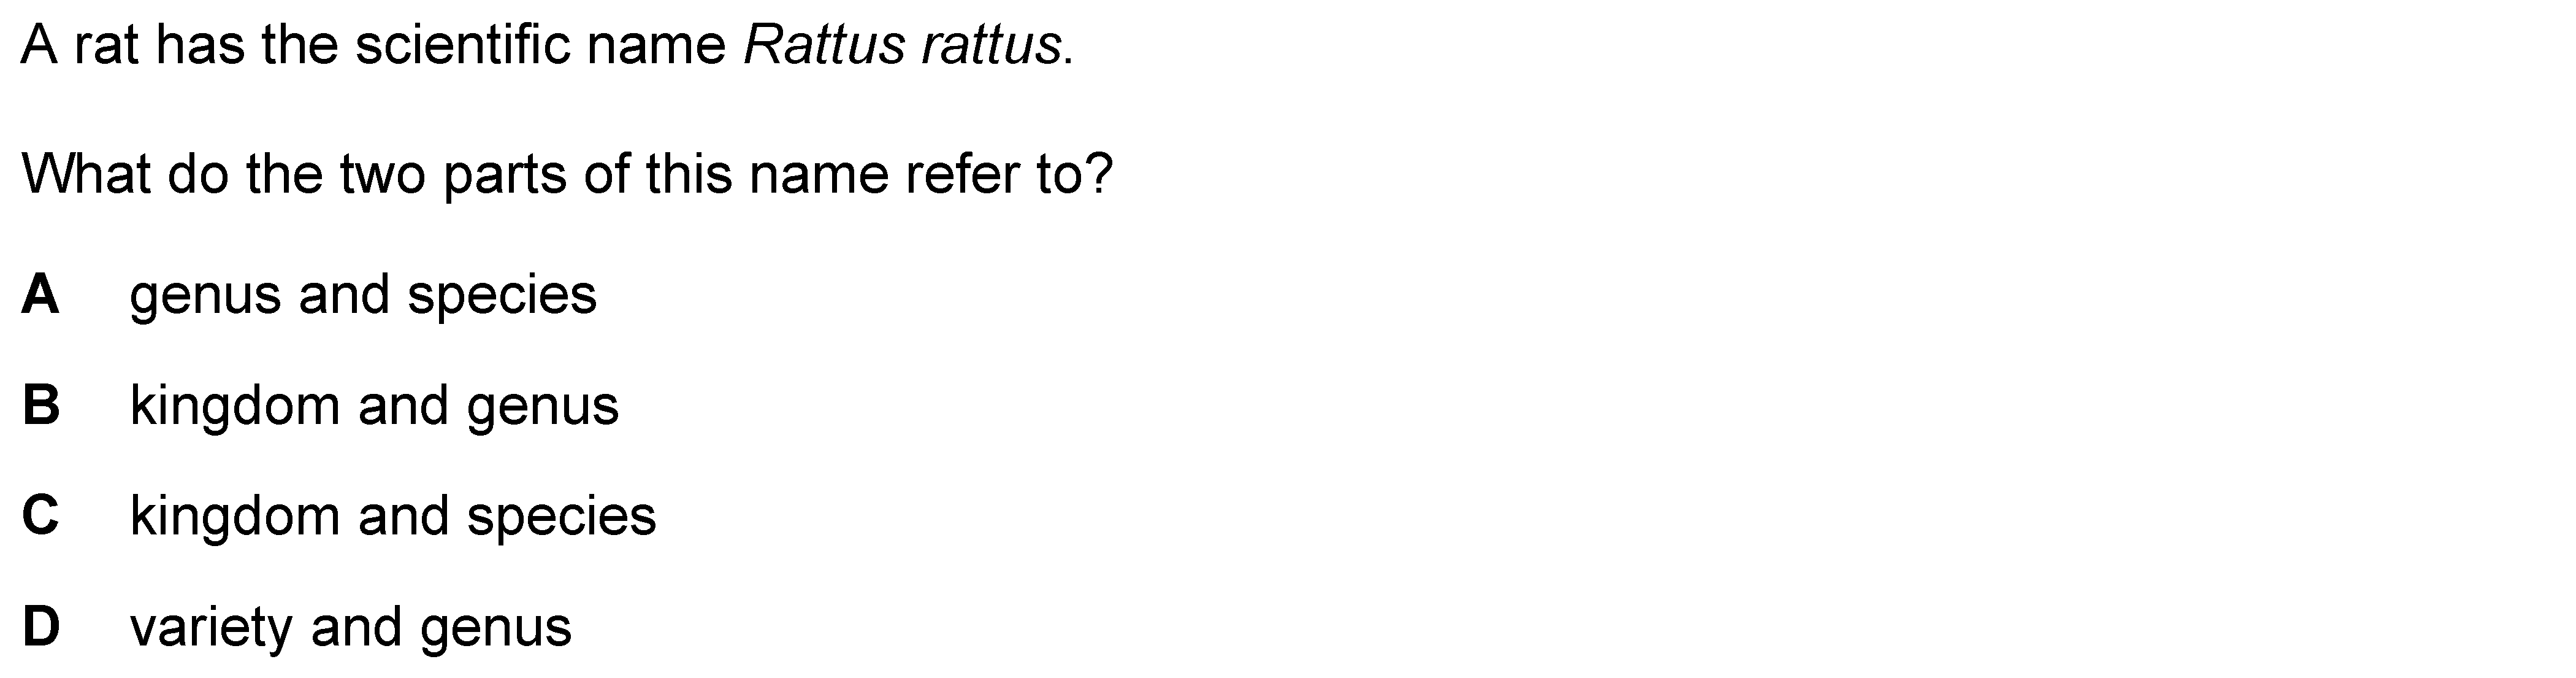 A rat has the scientific name Rattus rattus.
What do the two parts of this name refer to?
A genus and species
B kingdom and genus
C kingdom and species
D variety and genus